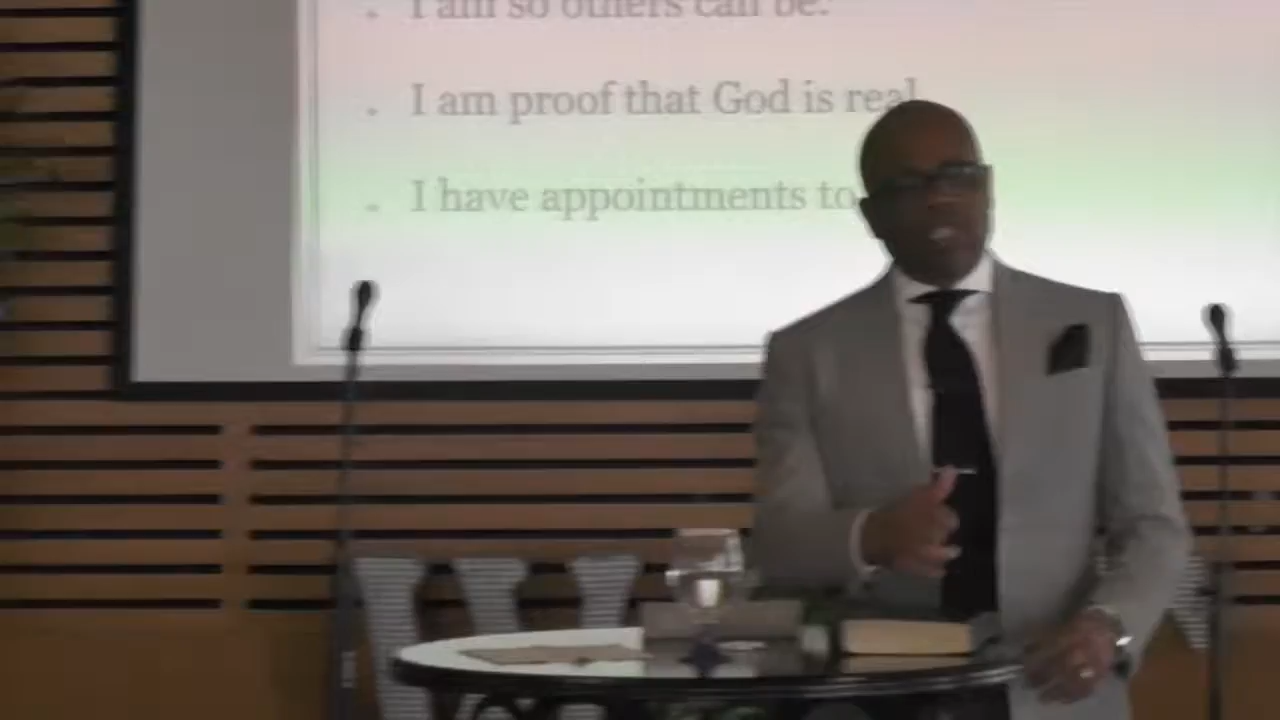 . I am so others can be.
. I am proof that God is real
. I have appointments to